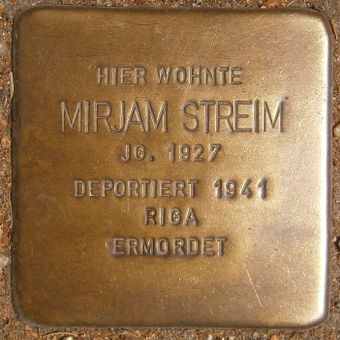 HIER WOHNTE
MIRJAM STREIM
JG. 1927
DEPORTIERT 1941
RIGA
ERMORDET